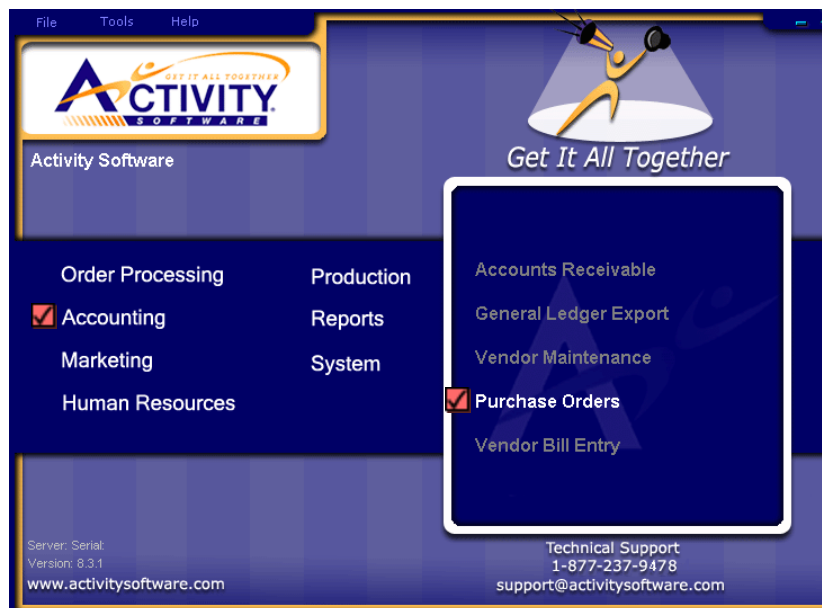 File Tools Help
GET IT ALL TOGETHER
ACTIVITY
SOFTWARE
Activity Software
Get It All Together
Order Processing
Accounting
Marketing
Human Resources
Production
Reports
System
Accounts Receivable
General Ledger Export
Vendor Maintenance
Purchase Orders
Vendor Bill Entry
Server: Serial:
Version: 8.3.1
www.activitysoftware.com
Technical Support
1-877-237-9478
support@activitysoftware.com